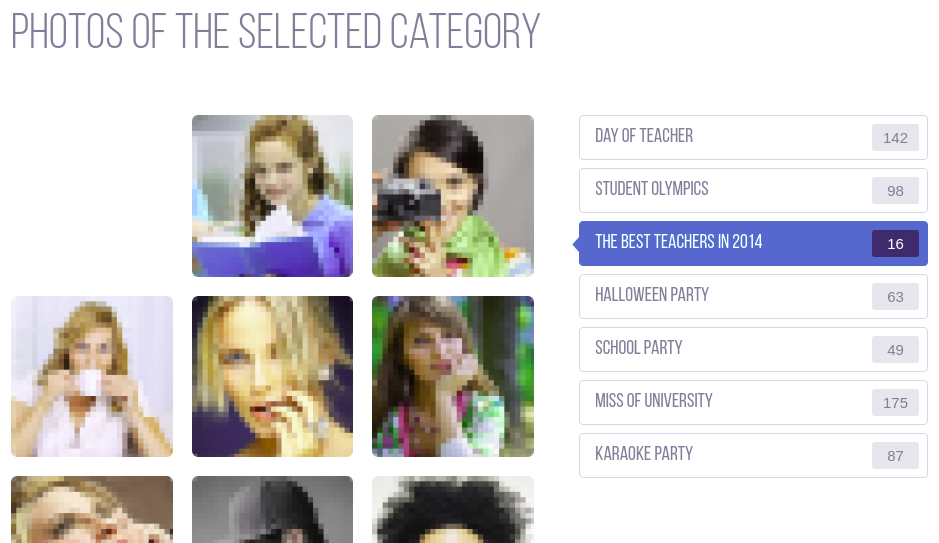 PHOTOS OF THE SELECTED CATEGORY
DAY OF TEACHER 142
STUDENT OLYMPICS 98
THE BEST TEACHERS IN 2014 16
HALLOWEEN PARTY 63
SCHOOL PARTY 49
MISS OF UNIVERSITY 175
KARAOKE PARTY 87